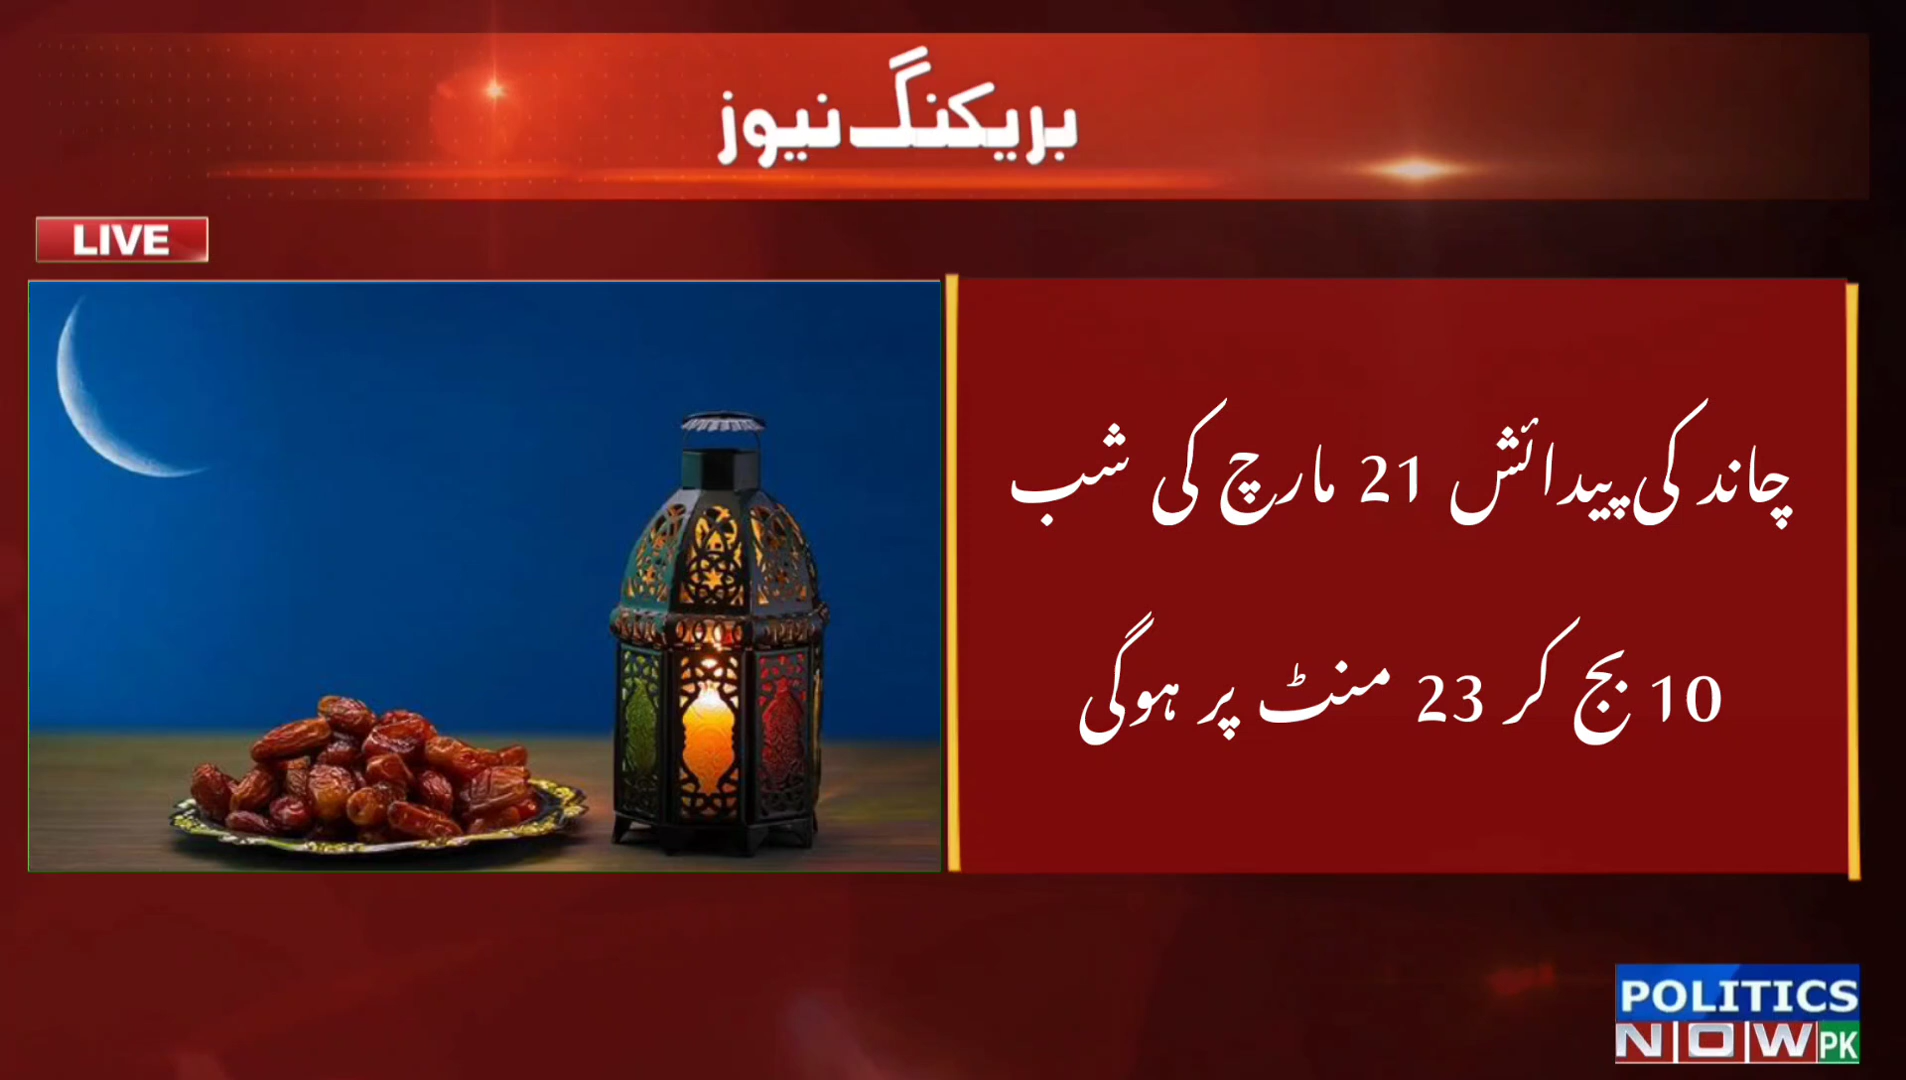 بریکنگ نیوز
LIVE
چاند کی پیدائش 21 مارچ کی شب
10 بج کر 23 منٹ پر ہوگی
POLITICS
NOW PK